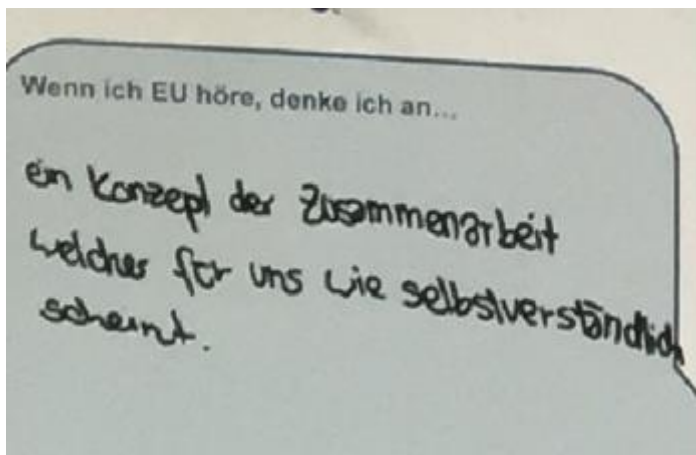 Wenn ich EU höre, denke ich an...
ein Konzept der Zusammenarbeit
welches für uns wie selbstverständlich
scheint.